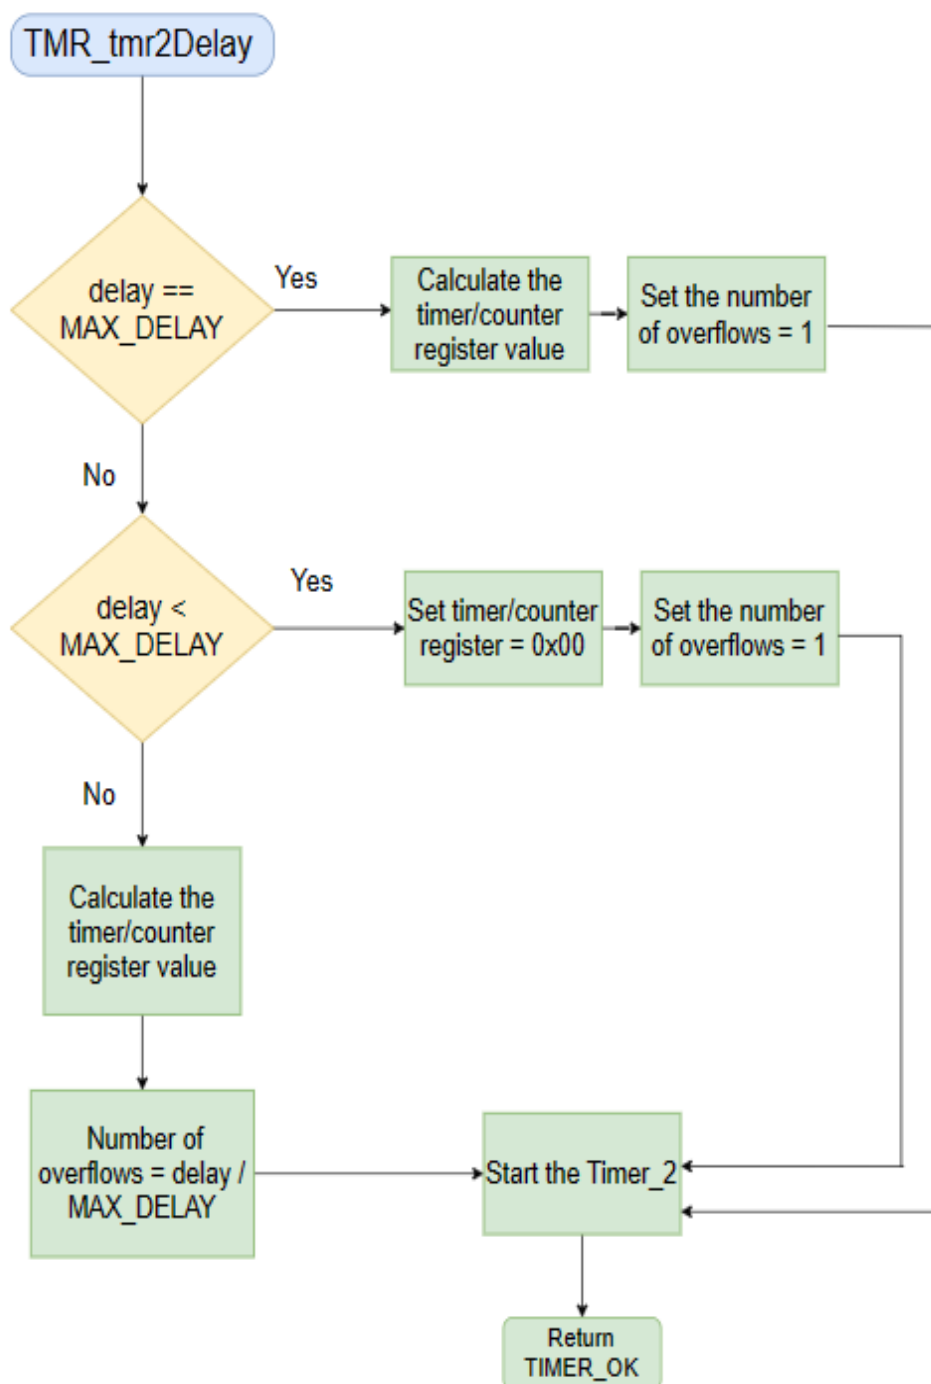 TMR_tmr2Delay
delay ==
MAX_DELAY
Yes
Calculate the
timer/counter
register value
Set the number
of overflows = 1
No
delay <
MAX_DELAY
Yes
Set timer/counter
register = 0x00
Set the number
of overflows = 1
No
Calculate the
timer/counter
register value
Number of
overflows = delay /
MAX_DELAY
Start the Timer_2
Return
TIMER_OK